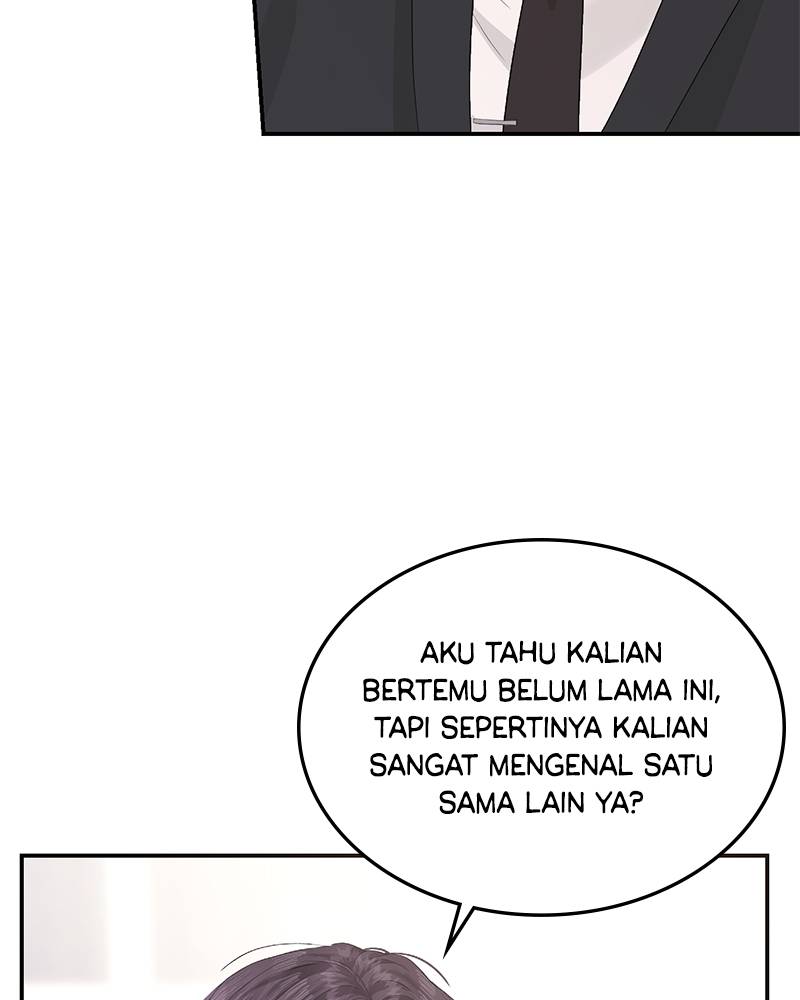 AKU TAHU KALIAN
BERTEMU BELUM LAMA INI,
TAPI SEPERTINYA KALIAN
SANGAT MENGENAL SATU
SAMA LAIN YA?